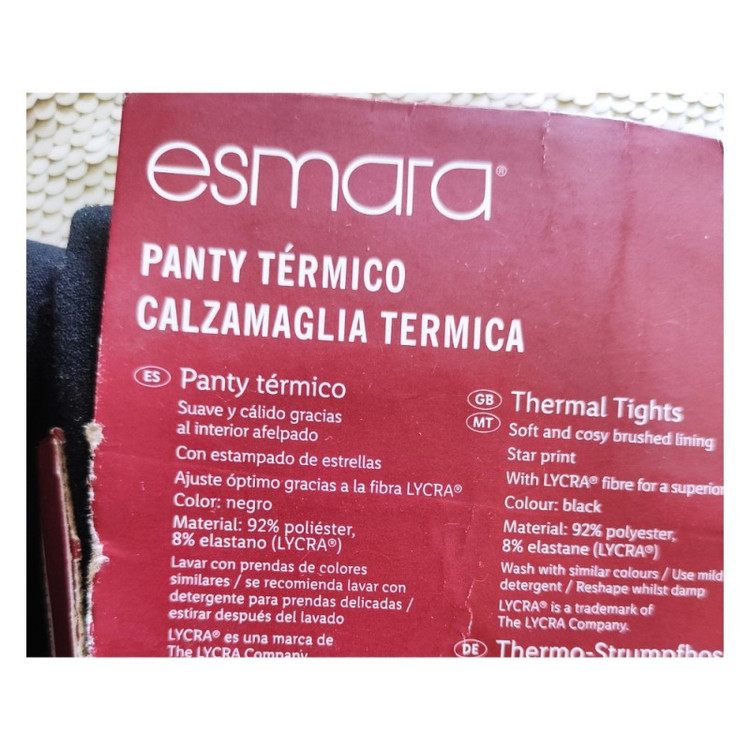 esmara®
PANTY TÉRMICO
CALZAMAGLIA TERMICA
ES Panty térmico
Suave y cálido gracias
al interior afelpado
Con estampado de estrellas
Ajuste óptimo gracias a la fibra LYCRA®
Color: negro
Material: 92% poliéster,
8% elastano (LYCRA®)
Lavar con prendas de colores
similares / se recomienda lavar con
detergente para prendas delicadas /
estirar después del lavado
LYCRA® es una marca de
The LYCRA Company
GB MT Thermal Tights
Soft and cosy brushed lining
Star print
With LYCRA® fibre for a superior
Colour: black
Material: 92% polyester,
8% elastane (LYCRA®)
Wash with similar colours / Use mild
detergent / Reshape whilst damp
LYCRA® is a trademark of
The LYCRA Company.
DE Thermo-Strumpfhos